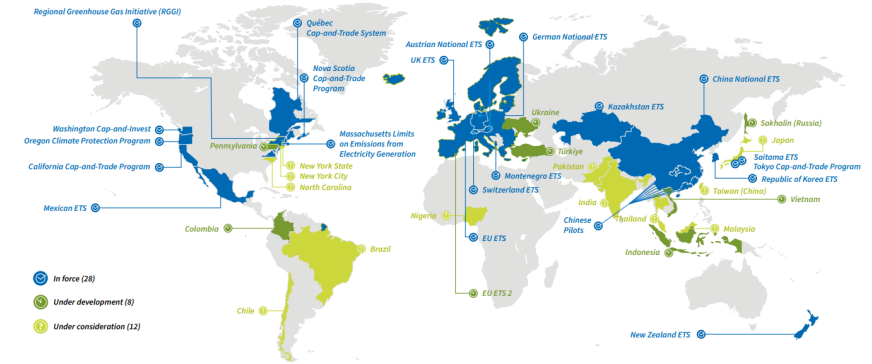 Regional Greenhouse Gas Initiative (RGGI)
Québec
Cap-and-Trade System
Nova Scotia
Cap-and-Trade
Program
Washington Cap-and-Invest
Oregon Climate Protection Program
California Cap-and-Trade Program
Pennsylvania
Massachusetts Limits
on Emissions from
Electricity Generation
New York State
New York City
North Carolina
Mexican ETS
Colombia
Brazil
Chile
Austrian National ETS
German National ETS
UK ETS
Ukraine
Türkiye
Montenegro ETS
Switzerland ETS
Nigeria
EU ETS
EU ETS 2
Kazakhstan ETS
China National ETS
Sakhalin (Russia)
Japan
Saitama ETS
Tokyo Cap-and-Trade Program
Republic of Korea ETS
Pakistan
India
Taiwan (China)
Vietnam
Chinese
Pilots
Thailand
Malaysia
Indonesia
New Zealand ETS
In force (28)
Under development (8)
Under consideration (12)